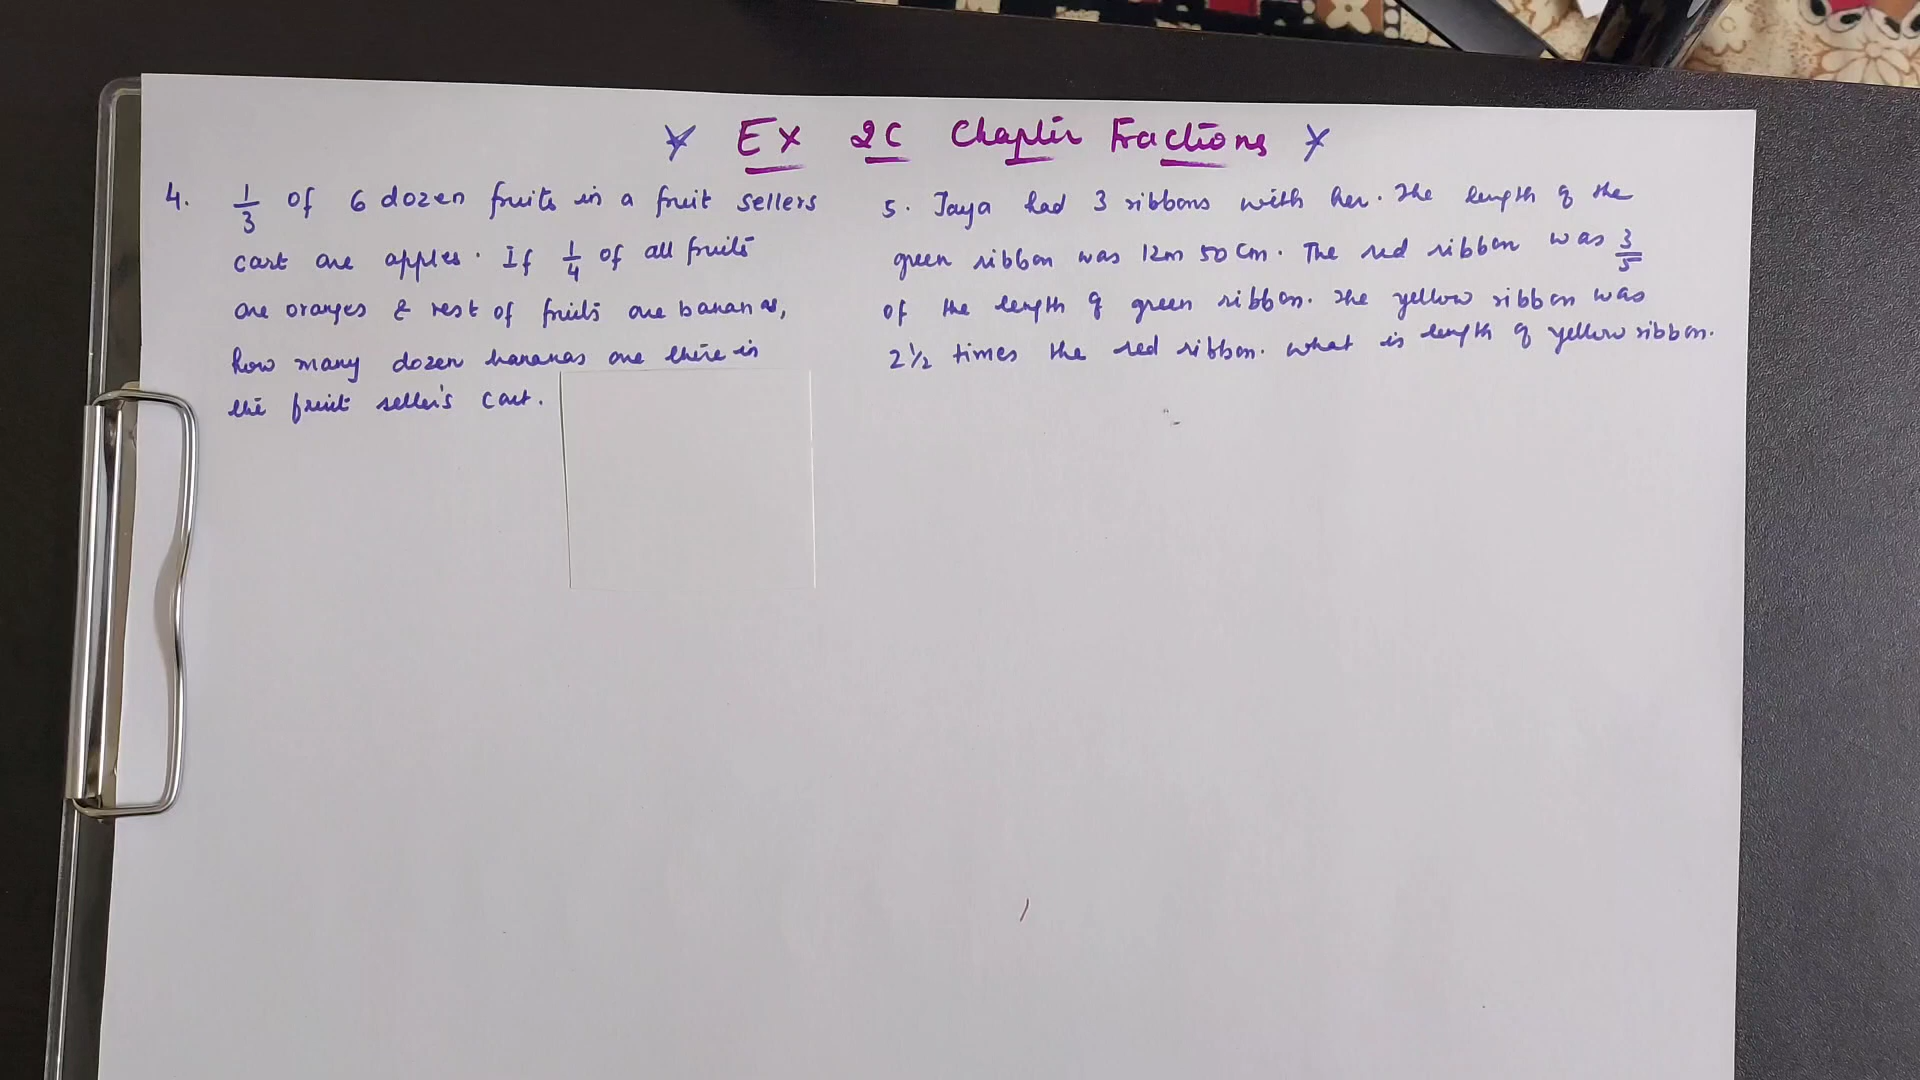 Ex 2C Chapter Fractions
4. 1/3 of 6 dozen fruits in a fruit sellers
cart are apples. If 1/4 of all fruits
are oranges & rest of fruits are bananas,
how many dozen bananas are there in
the fruit seller's cart.
5. Jaya had 3 ribbons with her. The length of the
green ribbon was 12m 50 cm. The red ribbon was 3/5
of the length of green ribbon. The yellow ribbon was
2 1/2 times the red ribbon. What is length of yellow ribbon.